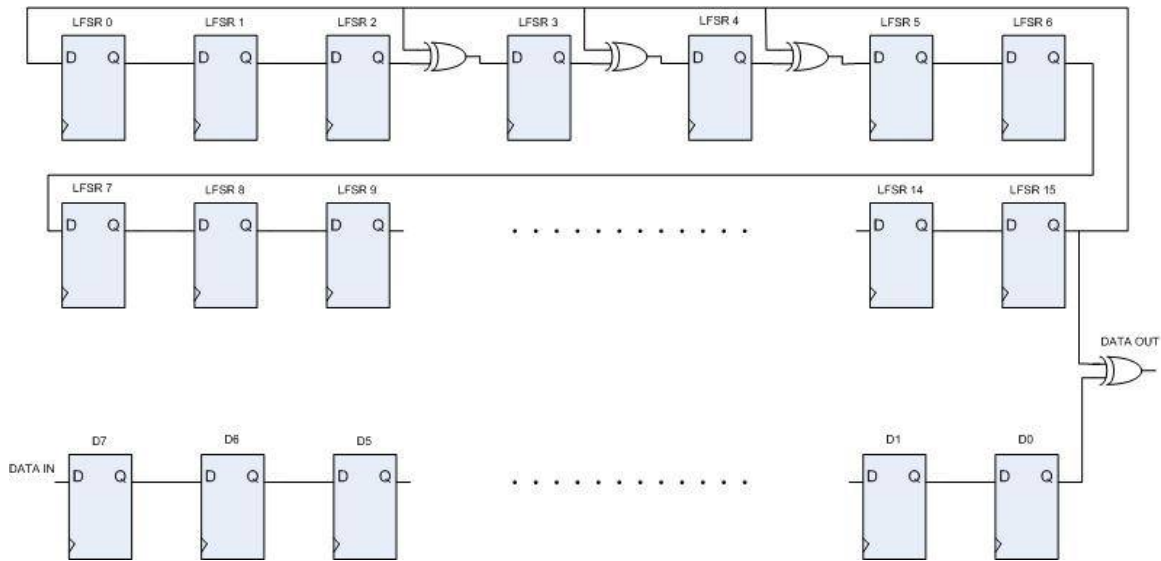 LFSR 0 LFSR 1 LFSR 2 LFSR 3 LFSR 4 LFSR 5 LFSR 6
D Q D Q D Q D Q D Q D Q D Q
LFSR 7 LFSR 8 LFSR 9 LFSR 14 LFSR 15
D Q D Q D Q D Q D Q
DATA OUT
D7 D6 D5 D1 D0
DATA IN D Q D Q D Q D Q D Q